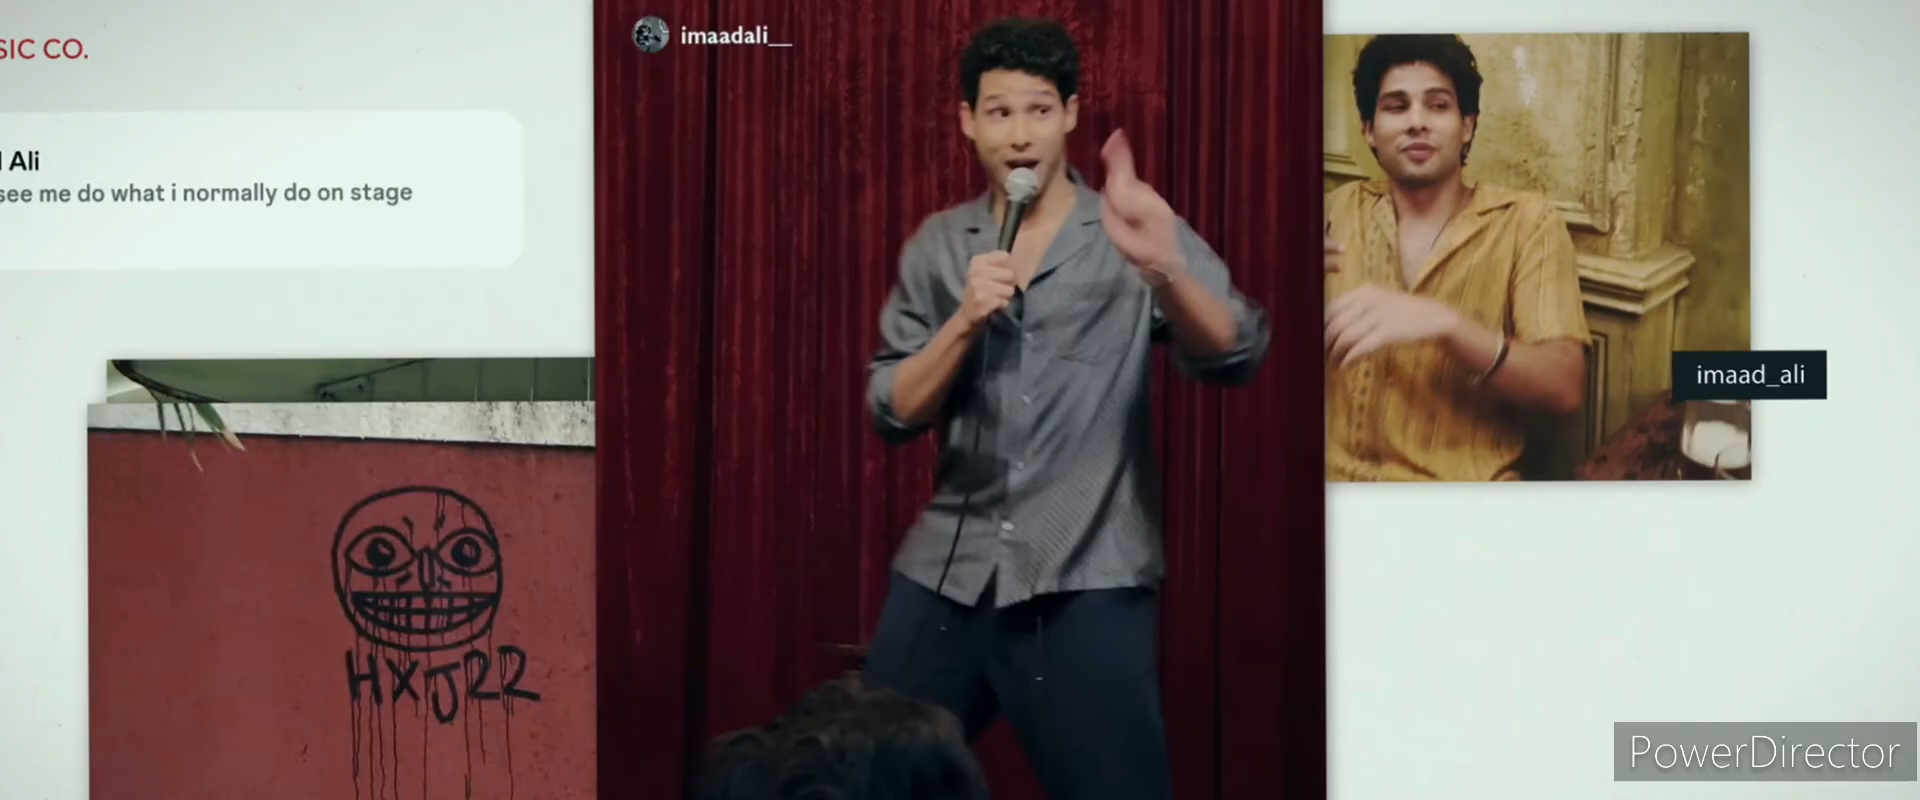 SIC CO.
Ali
see me do what i normally do on stage
imaadali__
imaad_ali
HXJ22
PowerDirector